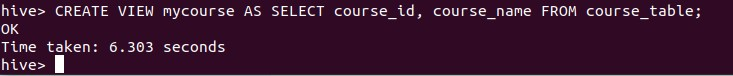 hive> CREATE VIEW mycourse AS SELECT course_id, course_name FROM course_table;
OK
Time taken: 6.303 seconds
hive>